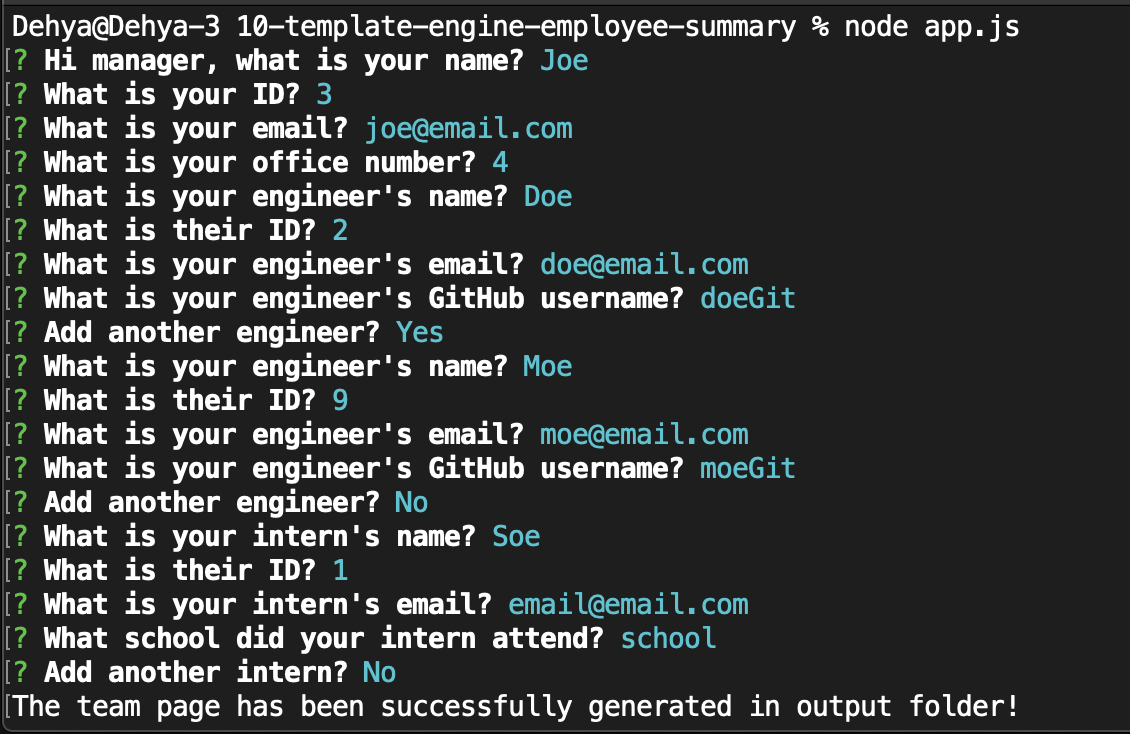 Dehya@Dehya-3 10-template-engine-employee-summary % node app.js
[? Hi manager, what is your name? Joe
[? What is your ID? 3
[? What is your email? joe@email.com
[? What is your office number? 4
[? What is your engineer's name? Doe
[? What is their ID? 2
[? What is your engineer's email? doe@email.com
[? What is your engineer's GitHub username? doeGit
[? Add another engineer? Yes
[? What is your engineer's name? Moe
[? What is their ID? 9
[? What is your engineer's email? moe@email.com
[? What is your engineer's GitHub username? moeGit
[? Add another engineer? No
[? What is your intern's name? Soe
[? What is their ID? 1
[? What is your intern's email? email@email.com
[? What school did your intern attend? school
[? Add another intern? No
[The team page has been successfully generated in output folder!